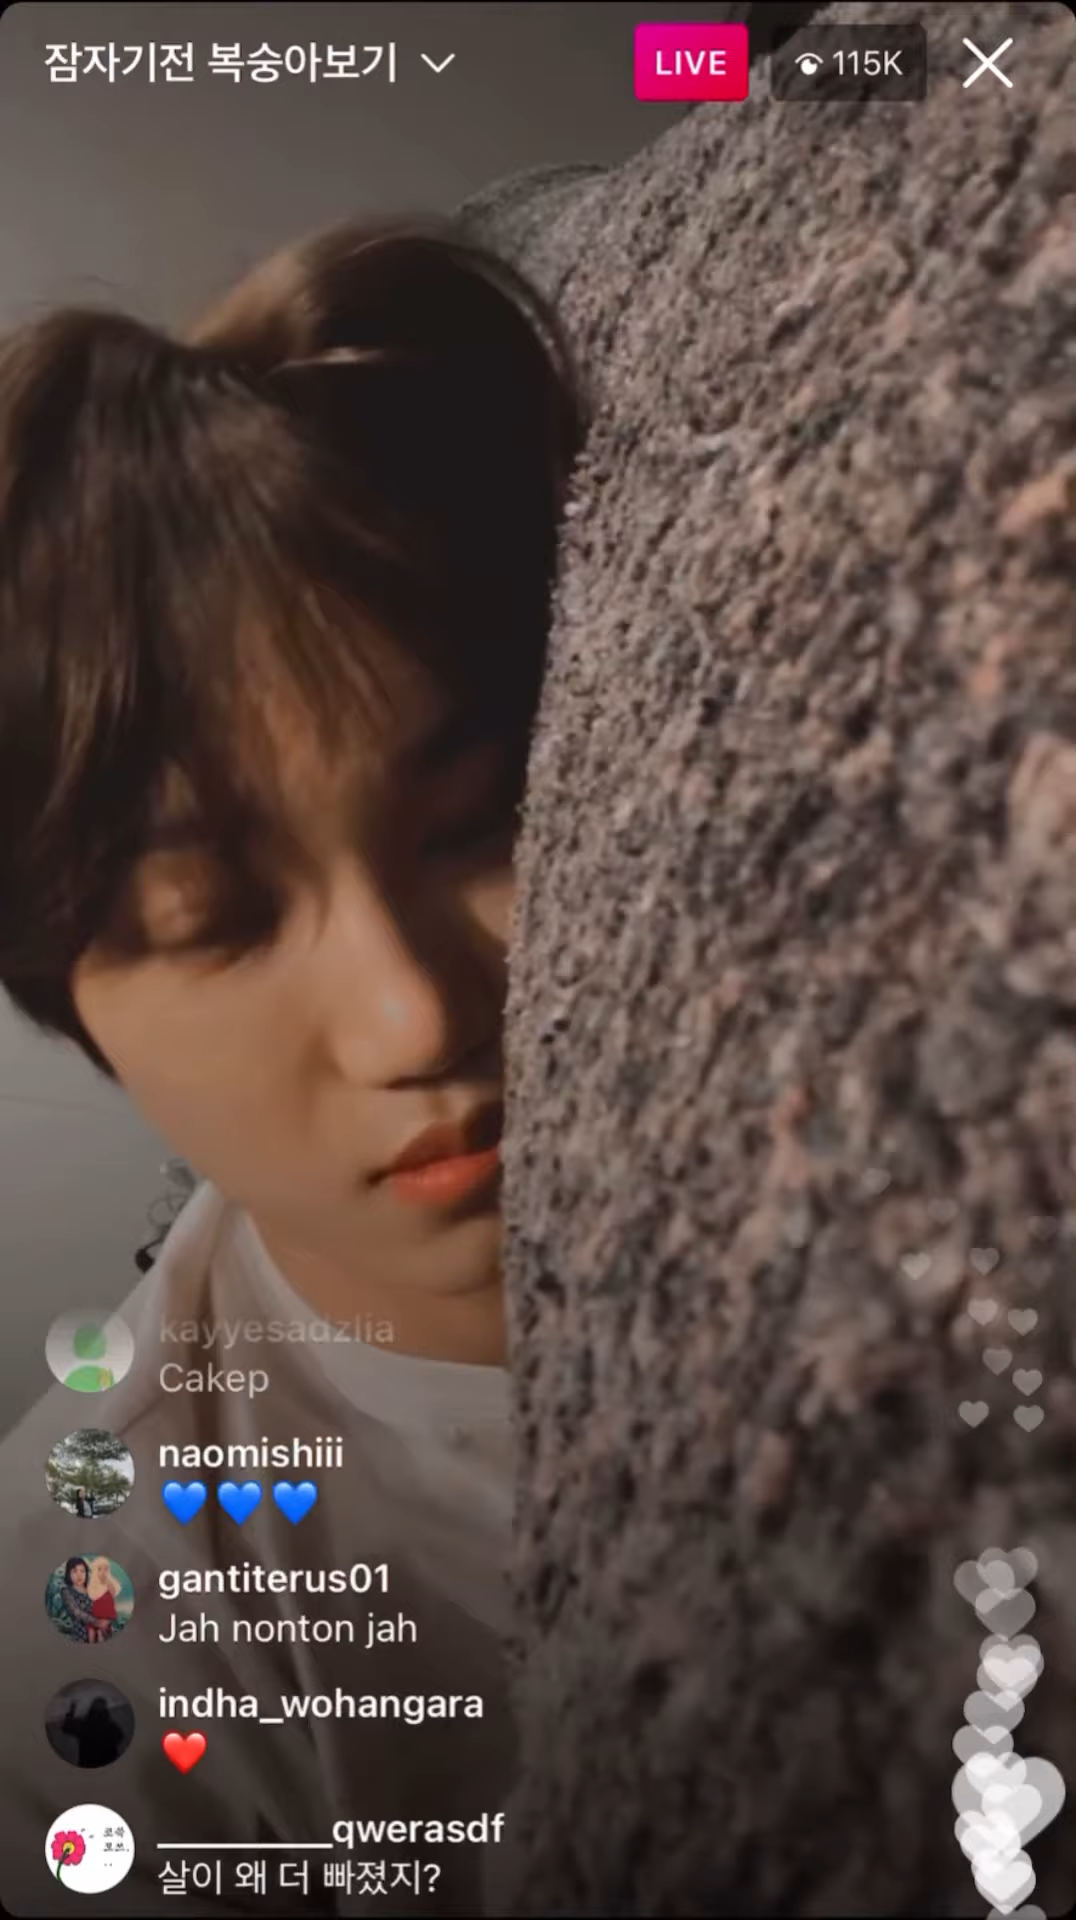 잠자기전 복숭아보기
LIVE
115K
kayyesadzlia
Cakep
naomishiii
💙💙💙
gantiterus01
Jah nonton jah
indha_wohangara
❤️
__________qwerasdf
살이 왜 더 빠졌지?